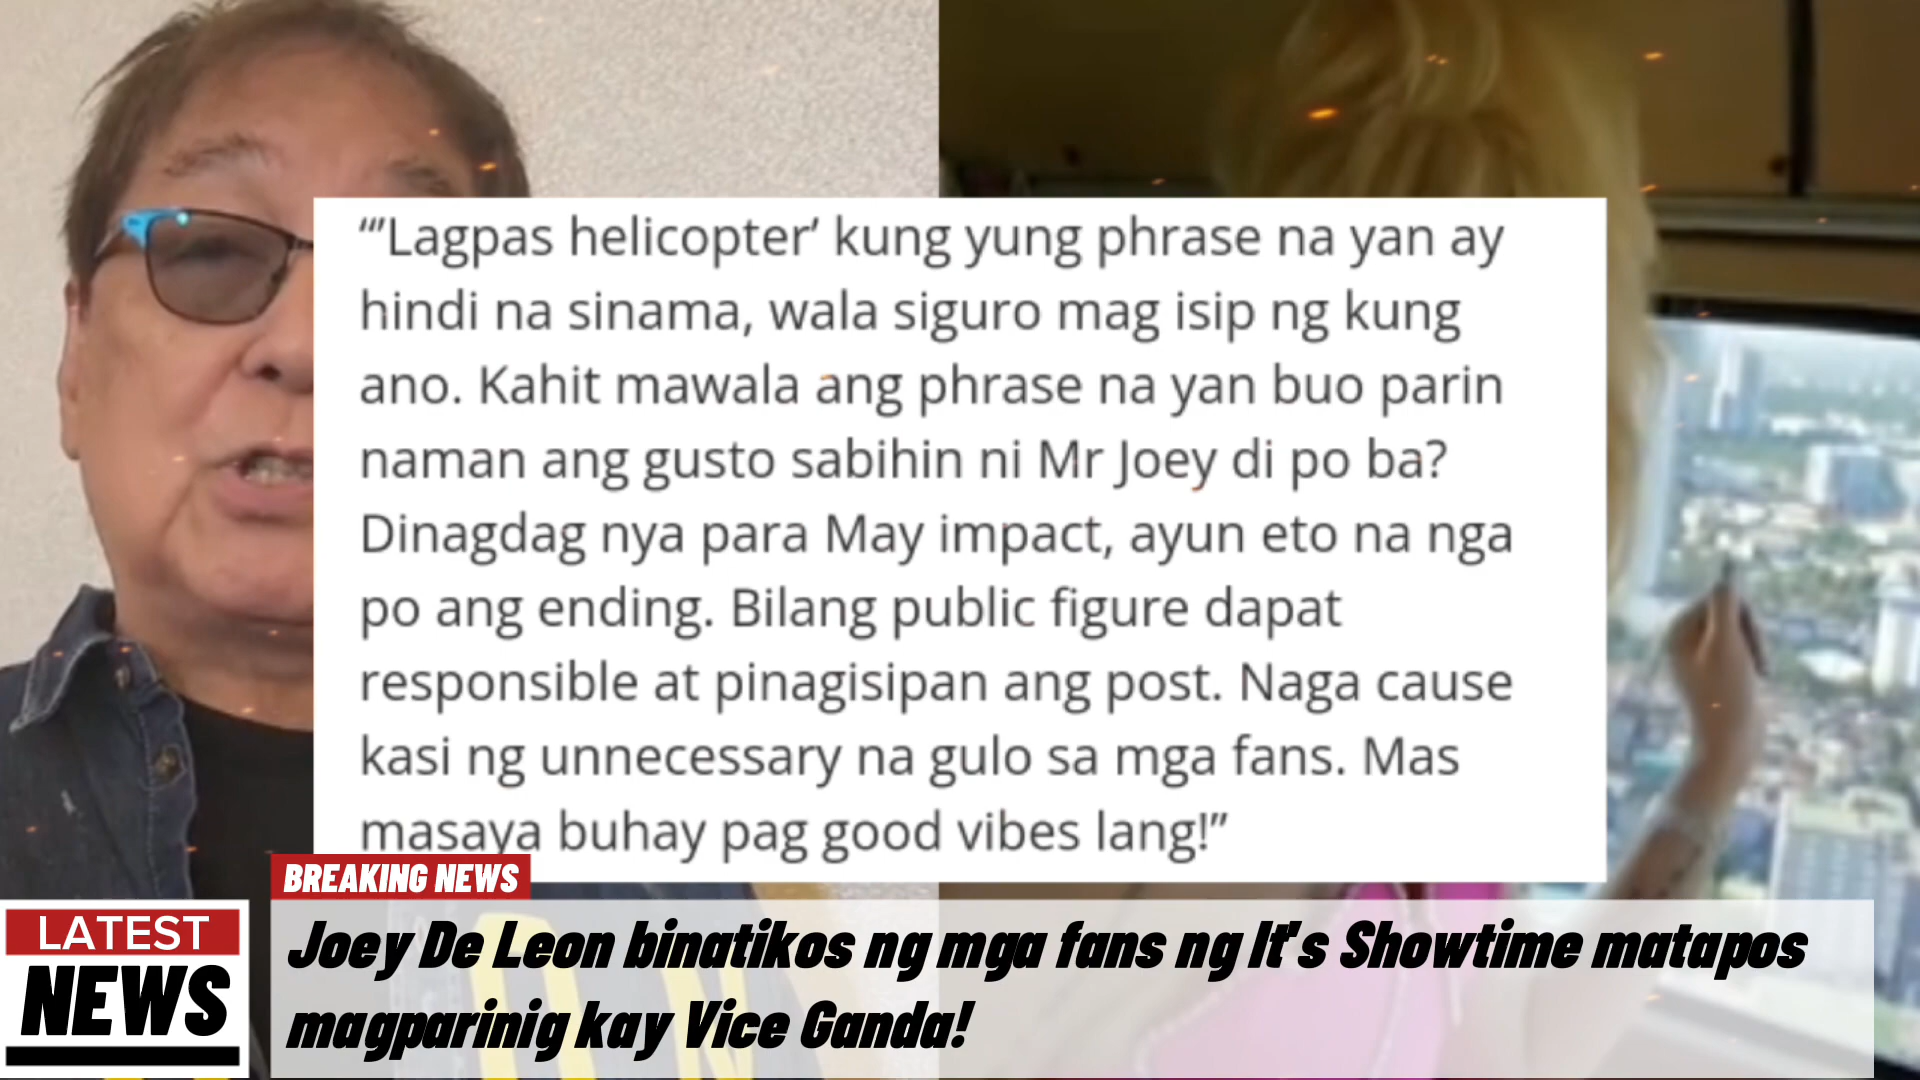 “’Lagpas helicopter’ kung yung phrase na yan ay
hindi na sinama, wala siguro mag isip ng kung
ano. Kahit mawala ang phrase na yan buo parin
naman ang gusto sabihin ni Mr Joey di po ba?
Dinagdag nya para May impact, ayun eto na nga
po ang ending. Bilang public figure dapat
responsible at pinagisipan ang post. Naga cause
kasi ng unnecessary na gulo sa mga fans. Mas
masaya buhay pag good vibes lang!”
BREAKING NEWS
LATEST
NEWS
Joey De Leon binatikos ng mga fans ng It's Showtime matapos
magparinig kay Vice Ganda!